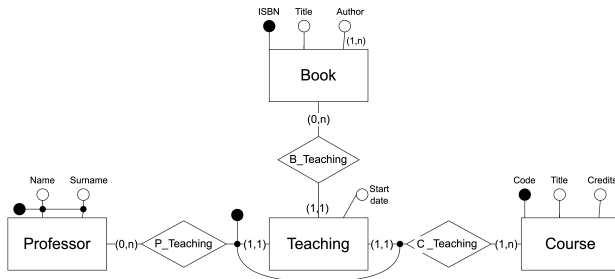 ISBN Title Author
(1,n)
Book
(0,n)
B_Teaching
(1,1)
Start
date
Name Surname
Code Title Credits
Professor (0,n) P_Teaching (1,1) Teaching (1,1) C_Teaching (1,n) Course